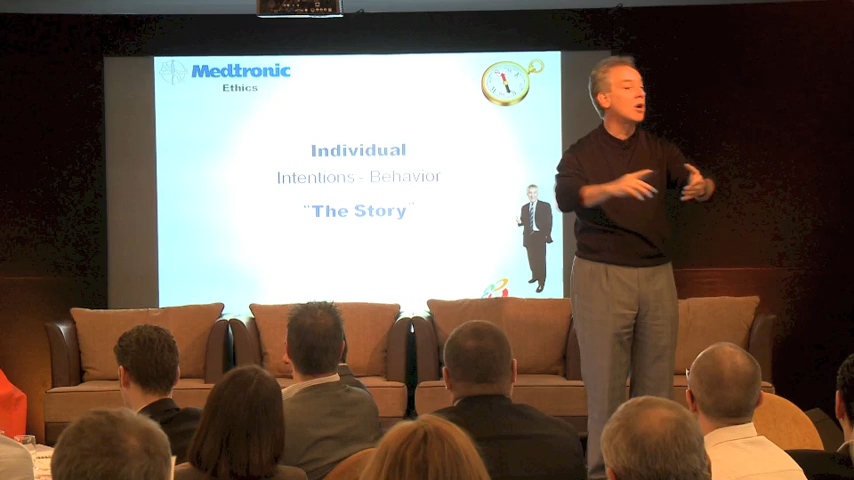 Medtronic
Ethics
Individual
Intentions - Behavior
"The Story"